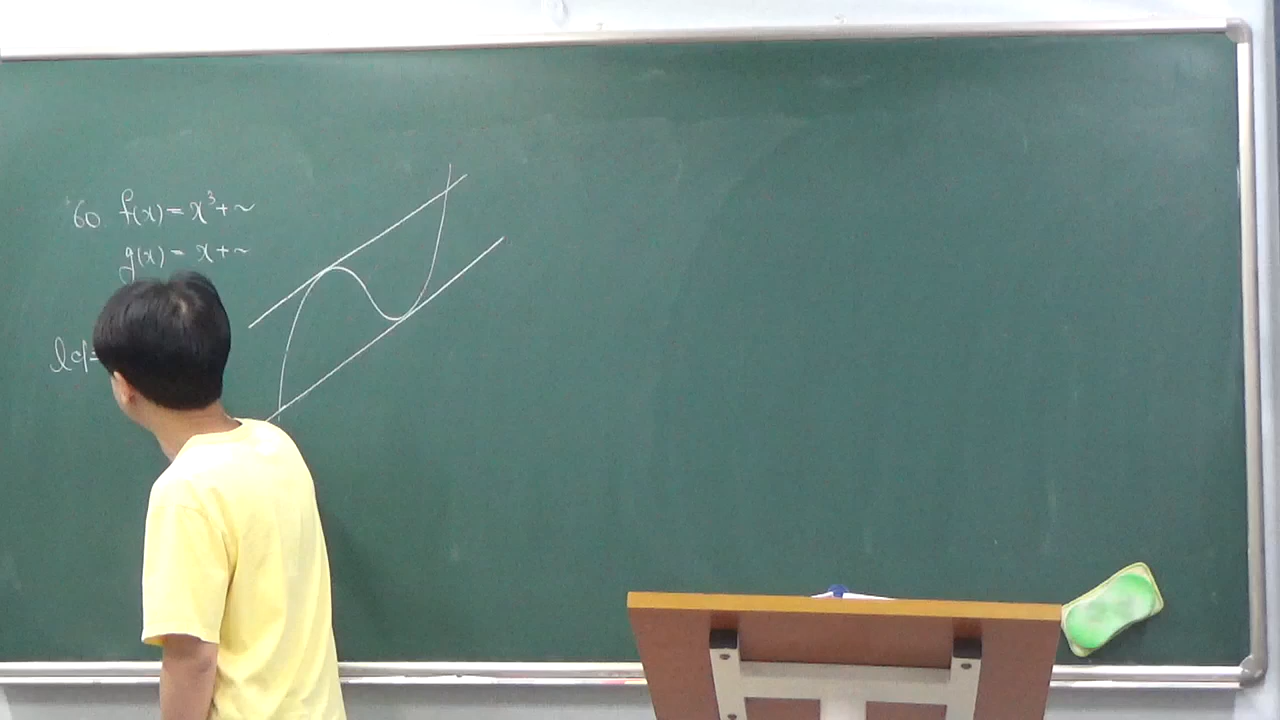 60. f(x) = x³ + ~
g(x) = x + ~